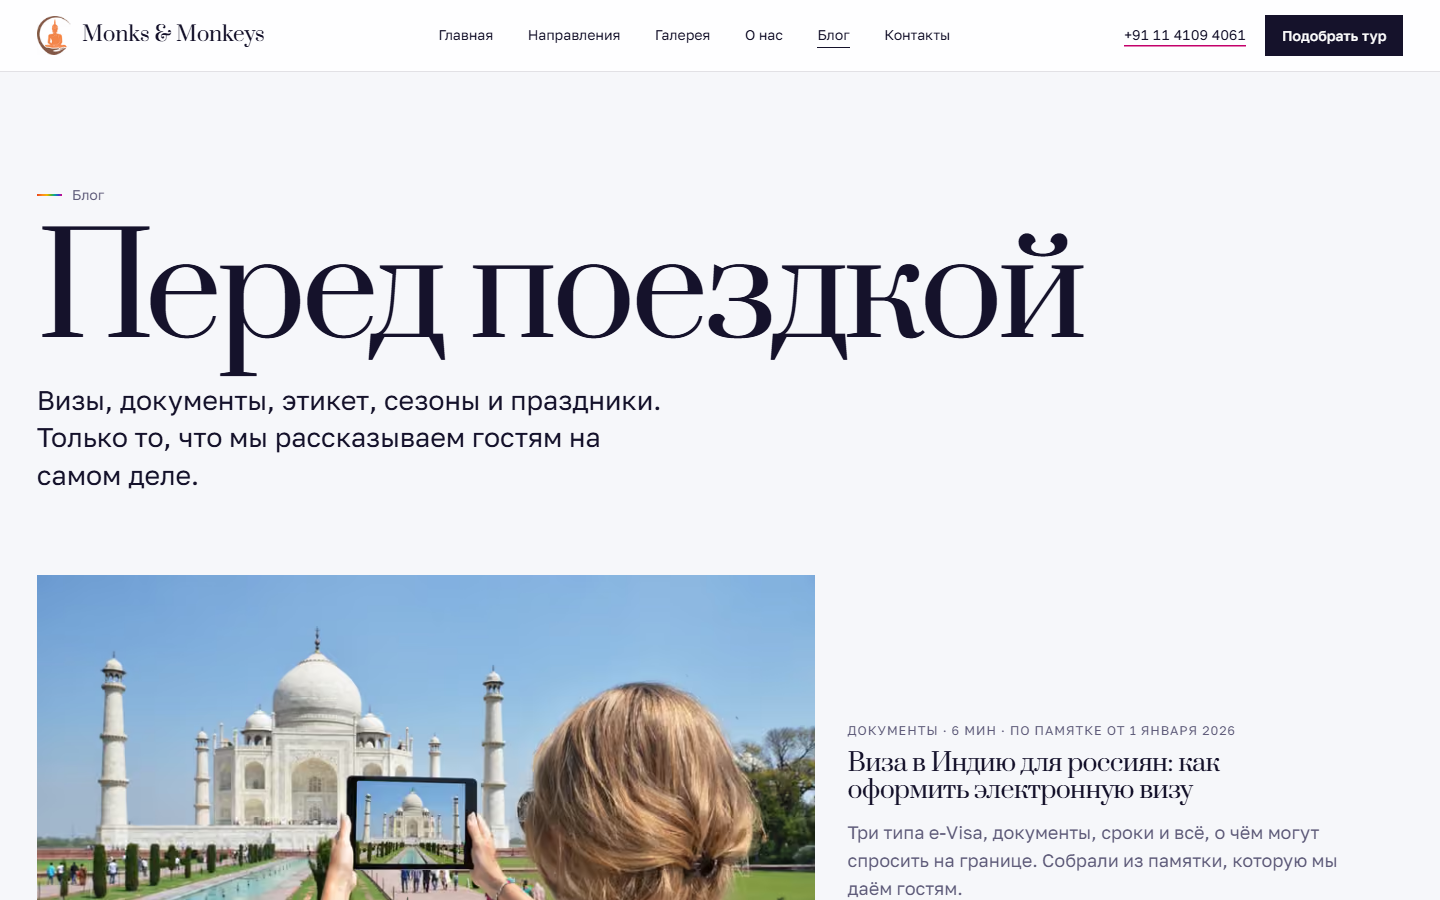 Monks & Monkeys
Главная
Направления
Галерея
О нас
Блог
Контакты
+91 11 4109 4061
Подобрать тур
Блог
Перед поездкой
Визы, документы, этикет, сезоны и праздники.
Только то, что мы рассказываем гостям на
самом деле.
ДОКУМЕНТЫ · 6 МИН · ПО ПАМЯТКЕ ОТ 1 ЯНВАРЯ 2026
Виза в Индию для россиян: как
оформить электронную визу
Три типа e-Visa, документы, сроки и всё, о чём могут
спросить на границе. Собрали из памятки, которую мы
даём гостям.